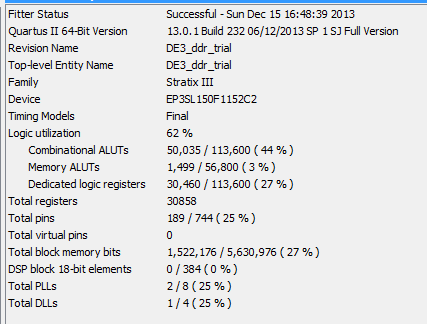 Fitter Status Successful - Sun Dec 15 16:48:39 2013
Quartus II 64-Bit Version 13.0.1 Build 232 06/12/2013 SP 1 SJ Full Version
Revision Name DE3_ddr_trial
Top-level Entity Name DE3_ddr_trial
Family Stratix III
Device EP3SL150F1152C2
Timing Models Final
Logic utilization 62 %
Combinational ALUTs 50,035 / 113,600 ( 44 % )
Memory ALUTs 1,499 / 56,800 ( 3 % )
Dedicated logic registers 30,460 / 113,600 ( 27 % )
Total registers 30858
Total pins 189 / 744 ( 25 % )
Total virtual pins 0
Total block memory bits 1,522,176 / 5,630,976 ( 27 % )
DSP block 18-bit elements 0 / 384 ( 0 % )
Total PLLs 2 / 8 ( 25 % )
Total DLLs 1 / 4 ( 25 % )